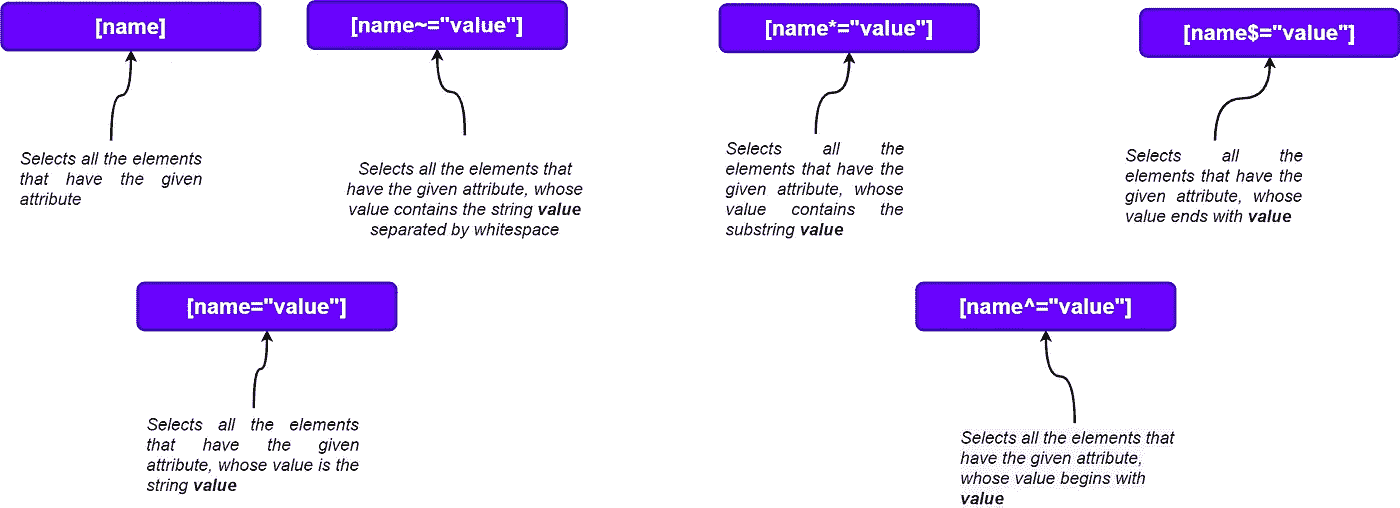 [name]
Selects all the elements
that have the given
attribute
[name~="value"]
Selects all the elements that
have the given attribute, whose
value contains the string value
separated by whitespace
[name*="value"]
Selects all the
elements that have the
given attribute, whose
value contains the
substring value
[name$="value"]
Selects all the
elements that have the
given attribute, whose
value ends with value
[name="value"]
Selects all the elements
that have the given
attribute, whose value is the
string value
[name^="value"]
Selects all the elements that
have the given attribute,
whose value begins with
value